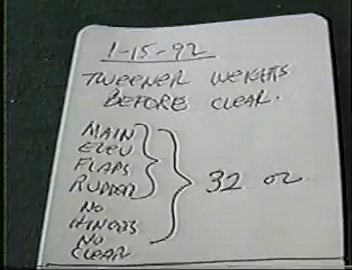 1-15-92
TWEENER WEIGHTS
BEFORE CLEAR.
MAIN
ELEV
FLAPS
RUDDER
32 oz
NO
HINGES
NO
CLEAR